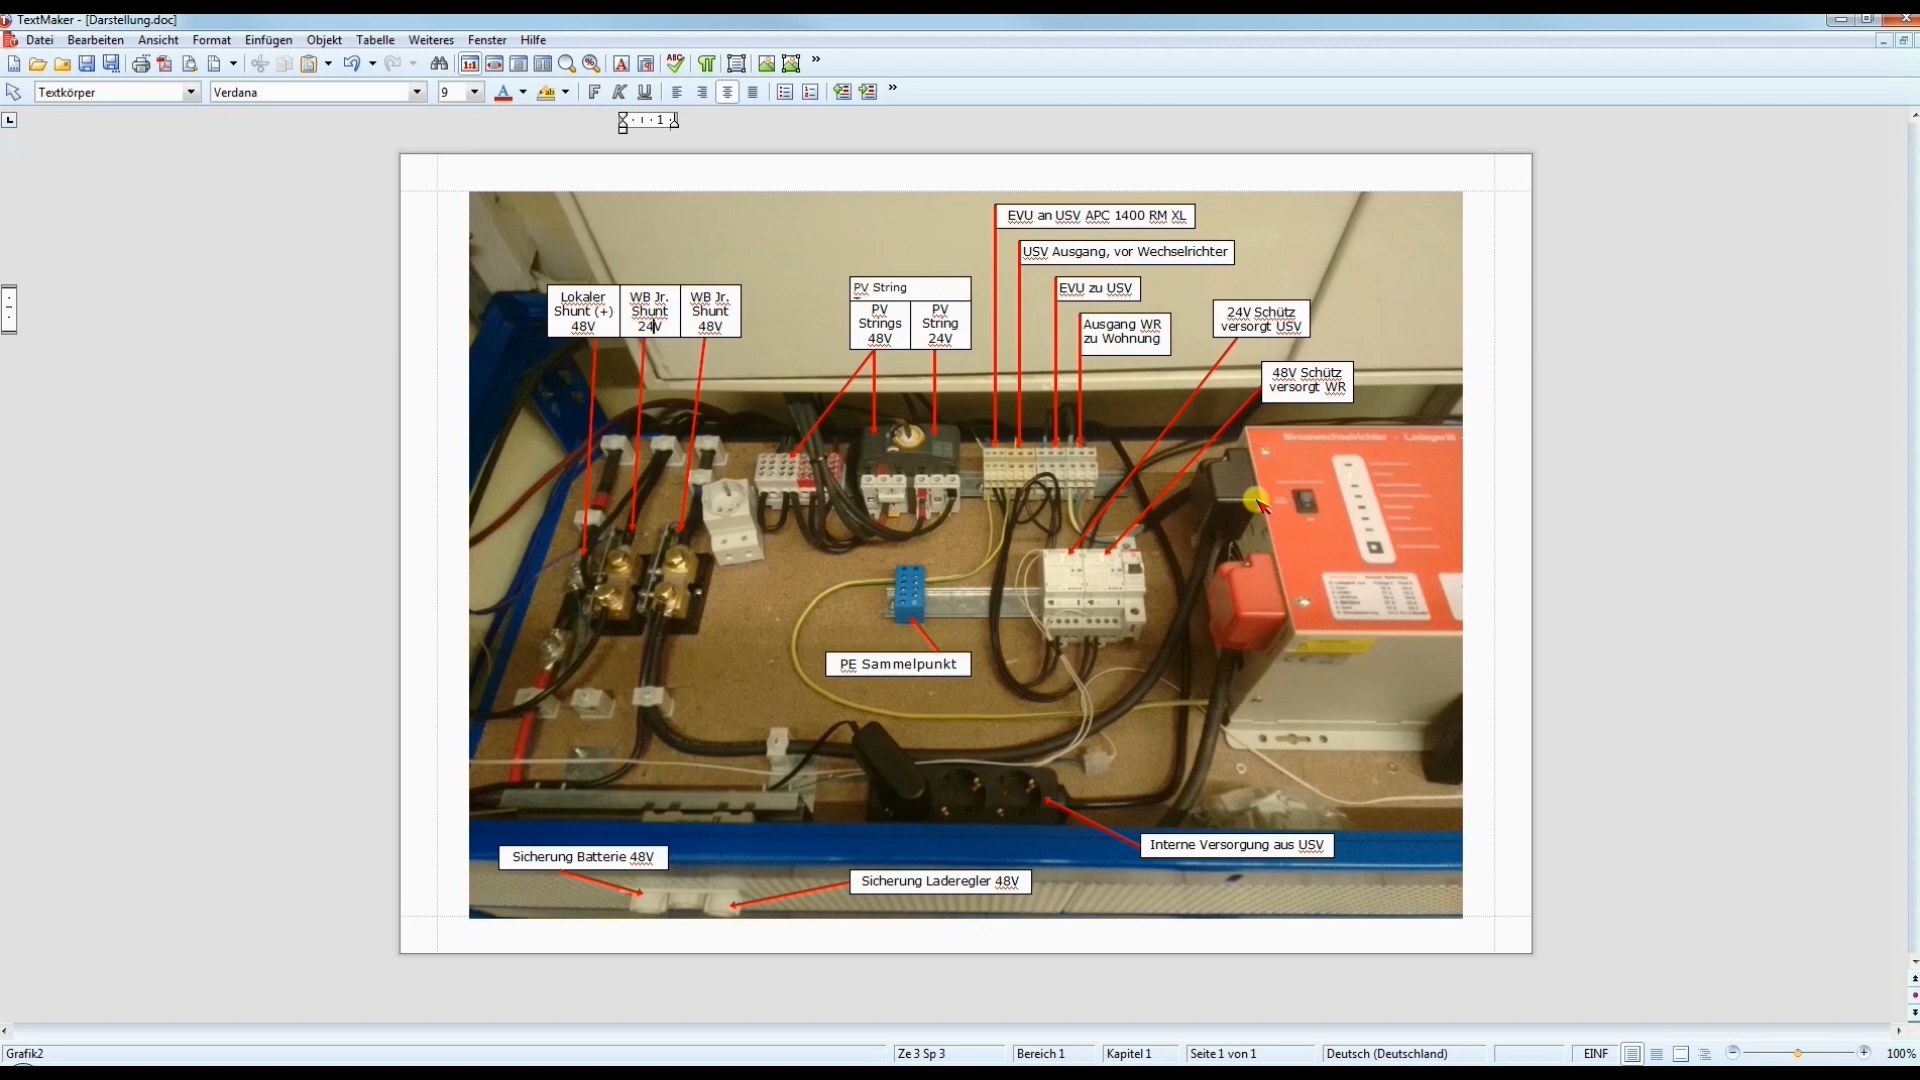 TextMaker - [Darstellung.doc]
Datei Bearbeiten Ansicht Format Einfügen Objekt Tabelle Weiteres Fenster Hilfe
Textkörper Verdana 9 F K U
1
EVU an USV APC 1400 RM XL
USV Ausgang, vor Wechselrichter
EVU zu USV
Ausgang WR
zu Wohnung
24V Schütz
versorgt USV
48V Schütz
versorgt WR
Lokaler
Shunt (+)
48V
WB Jr.
Shunt
24V
WB Jr.
Shunt
48V
PV String
PV
Strings
48V
PV
String
24V
Sinuswechselrichter - Ladegerät
PE Sammelpunkt
Interne Versorgung aus USV
Sicherung Batterie 48V
Sicherung Laderegler 48V
Grafik2 Ze 3 Sp 3 Bereich 1 Kapitel 1 Seite 1 von 1 Deutsch (Deutschland) EINF 100%